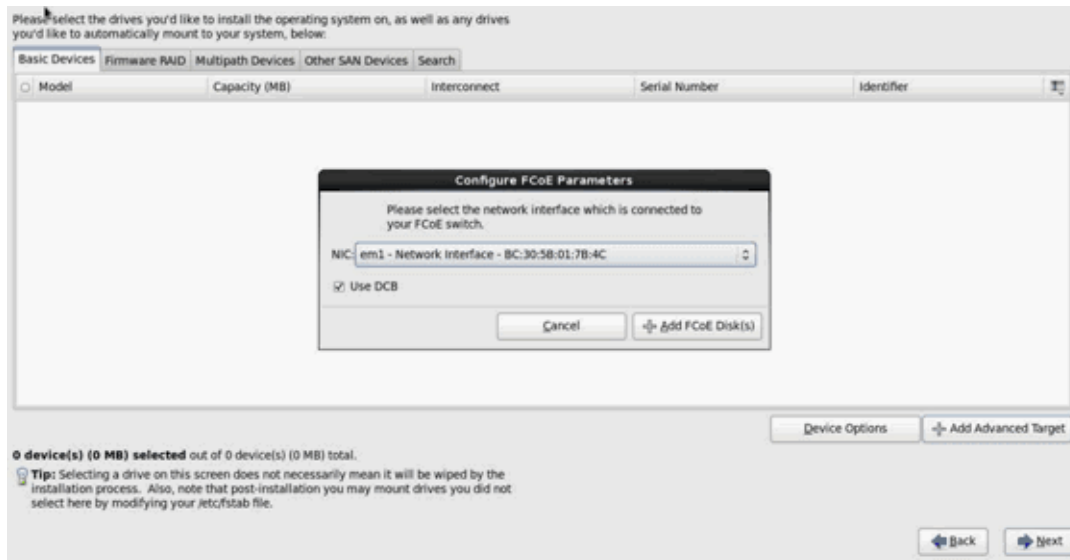 Please select the drives you'd like to install the operating system on, as well as any drives
you'd like to automatically mount to your system, below:
Basic Devices Firmware RAID Multipath Devices Other SAN Devices Search
Model Capacity (MB) Interconnect Serial Number Identifier
Configure FCoE Parameters
Please select the network interface which is connected to
your FCoE switch.
NIC: em1 - Network Interface - BC:30:5B:01:7B:4C
Use DCB
Cancel Add FCoE Disk(s)
Device Options Add Advanced Target
0 device(s) (0 MB) selected out of 0 device(s) (0 MB) total.
Tip: Selecting a drive on this screen does not necessarily mean it will be wiped by the
installation process. Also, note that post-installation you may mount drives you did not
select here by modifying your /etc/fstab file.
Back Next